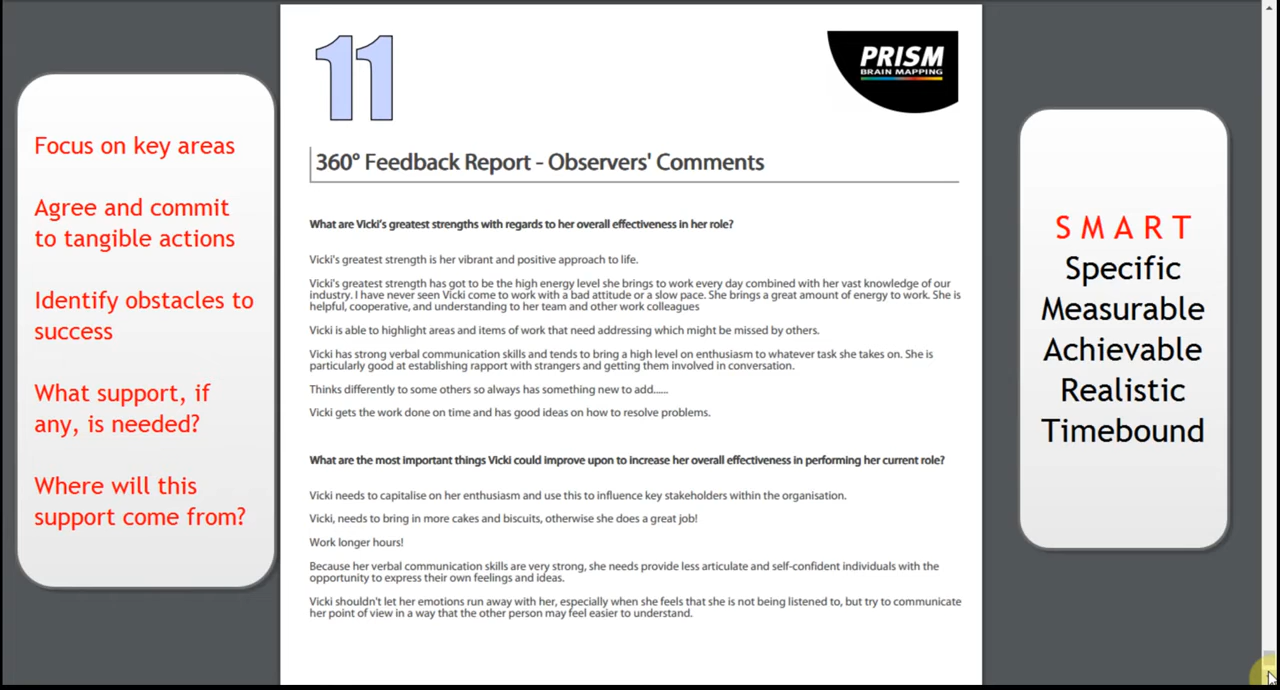 11
PRISM
BRAIN MAPPING
Focus on key areas
Agree and commit
to tangible actions
Identify obstacles to
success
What support, if
any, is needed?
Where will this
support come from?
360° Feedback Report - Observers' Comments
What are Vicki's greatest strengths with regards to her overall effectiveness in her role?
Vicki's greatest strength is her vibrant and positive approach to life.
Vicki's greatest strength has got to be the high energy level she brings to work every day combined with her vast knowledge of our
industry. I have never seen Vicki come to work with a bad attitude or a slow pace. She brings a great amount of energy to work. She is
helpful, cooperative, and understanding to her team and other work colleagues
Vicki is able to highlight areas and items of work that need addressing which might be missed by others.
Vicki has strong verbal communication skills and tends to bring a high level on enthusiasm to whatever task she takes on. She is
particularly good at establishing rapport with strangers and getting them involved in conversation.
Thinks differently to some others so always has something new to add......
Vicki gets the work done on time and has good ideas on how to resolve problems.
What are the most important things Vicki could improve upon to increase her overall effectiveness in performing her current role?
Vicki needs to capitalise on her enthusiasm and use this to influence key stakeholders within the organisation.
Vicki, needs to bring in more cakes and biscuits, otherwise she does a great job!
Work longer hours!
Because her verbal communication skills are very strong, she needs provide less articulate and self-confident individuals with the
opportunity to express their own feelings and ideas.
Vicki shouldn't let her emotions run away with her, especially when she feels that she is not being listened to, but try to communicate
her point of view in a way that the other person may feel easier to understand.
S M A R T
Specific
Measurable
Achievable
Realistic
Timebound